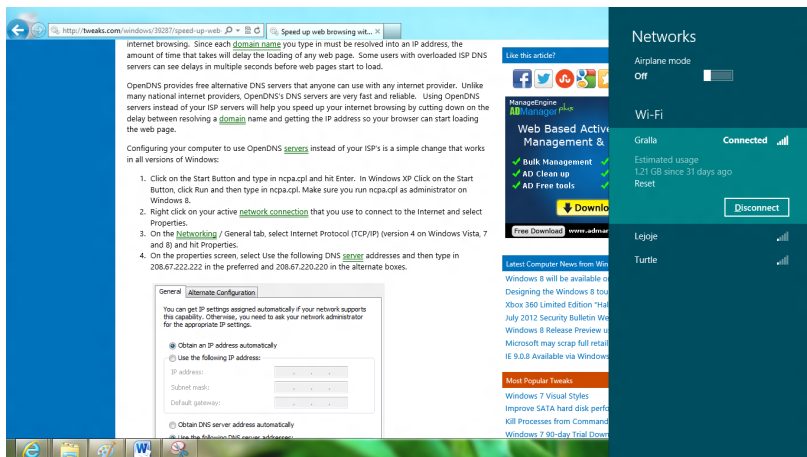 http://tweaks.com/windows/39287/speed-up-web-
Speed up web browsing wit...
internet browsing. Since each domain name you type in must be resolved into an IP address, the
amount of time that takes will delay the loading of any web page. Some users with overloaded ISP DNS
servers can see delays in multiple seconds before web pages start to load.
OpenDNS provides free alternative DNS servers that anyone can use with any internet provider. Unlike
many national internet providers, OpenDNS's DNS servers are very fast and reliable. Using OpenDNS
servers instead of your ISP servers will help you speed up your internet browsing by cutting down on the
delay between resolving a domain name and getting the IP address so your browser can start loading
the web page.
Configuring your computer to use OpenDNS servers instead of your ISP's is a simple change that works
in all versions of Windows:
1. Click on the Start Button and type in ncpa.cpl and hit Enter. In Windows XP Click on the Start
Button, click Run and then type in ncpa.cpl. Make sure you run ncpa.cpl as administrator on
Windows 8.
2. Right click on your active network connection that you use to connect to the Internet and select
Properties.
3. On the Networking / General tab, select Internet Protocol (TCP/IP) (version 4 on Windows Vista, 7
and 8) and hit Properties.
4. On the properties screen, select Use the following DNS server addresses and then type in
208.67.222.222 in the preferred and 208.67.220.220 in the alternate boxes.
General
Alternate Configuration
You can get IP settings assigned automatically if your network supports
this capability. Otherwise, you need to ask your network administrator
for the appropriate IP settings.
Obtain an IP address automatically
Use the following IP address:
IP address:
Subnet mask:
Default gateway:
Obtain DNS server address automatically
Use the following DNS server addresses:
Like this article?
ManageEngine
ADManager Plus
Web Based Active
Management &
Bulk Management
AD Clean up
AD Free tools
Downlo
Free Download www.admar
Latest Computer News from Win
Windows 8 will be available o
Designing the Windows 8 tou
Xbox 360 Limited Edition "Hal
July 2012 Security Bulletin We
Windows 8 Release Preview u
Microsoft may scrap full retail
IE 9.0.8 Available via Windows
Most Popular Tweaks
Windows 7 Visual Styles
Improve SATA hard disk perfo
Kill Processes from Command
Windows 7 90-day Trial Down
Networks
Airplane mode
Off
Wi-Fi
Gralla Connected
Estimated usage
1.21 GB since 31 days ago
Reset
Disconnect
Lejoje
Turtle